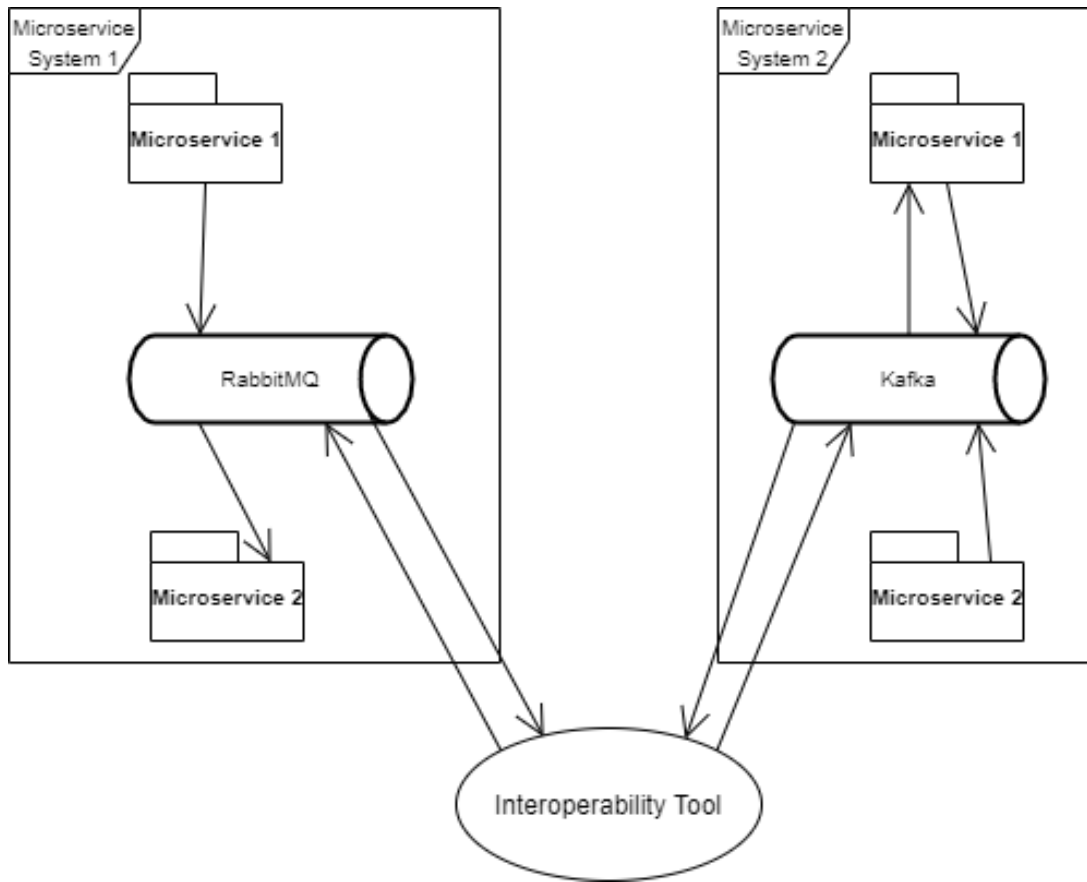 Microservice
System 1
Microservice 1
RabbitMQ
Microservice 2
Microservice
System 2
Microservice 1
Kafka
Microservice 2
Interoperability Tool